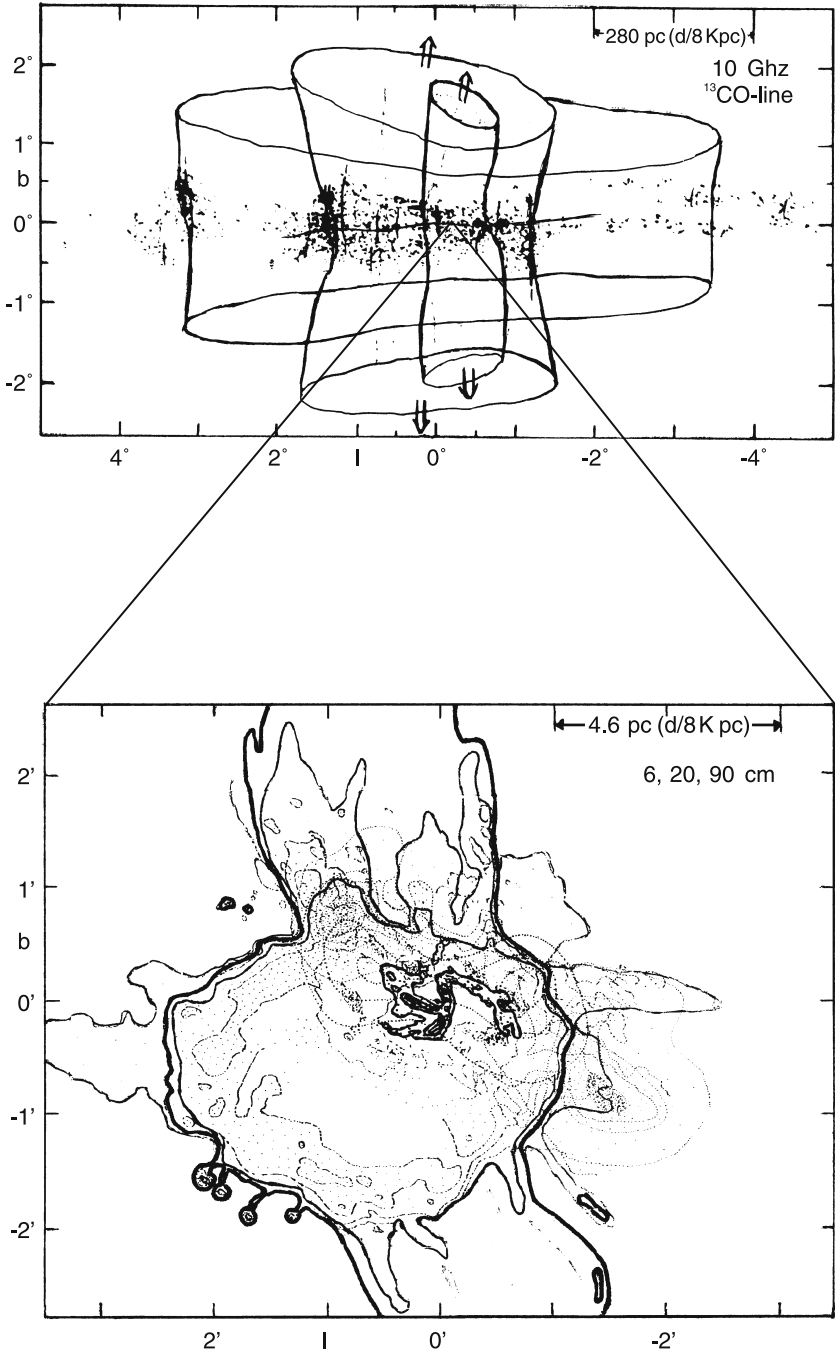 280 pc (d/8 Kpc)
10 Ghz
¹³CO-line
2°
1°
b
0°
-1°
-2°
4° 2° l 0° -2° -4°
4.6 pc (d/8 K pc)
6, 20, 90 cm
2'
1'
b
0'
-1'
-2'
2' l 0' -2'